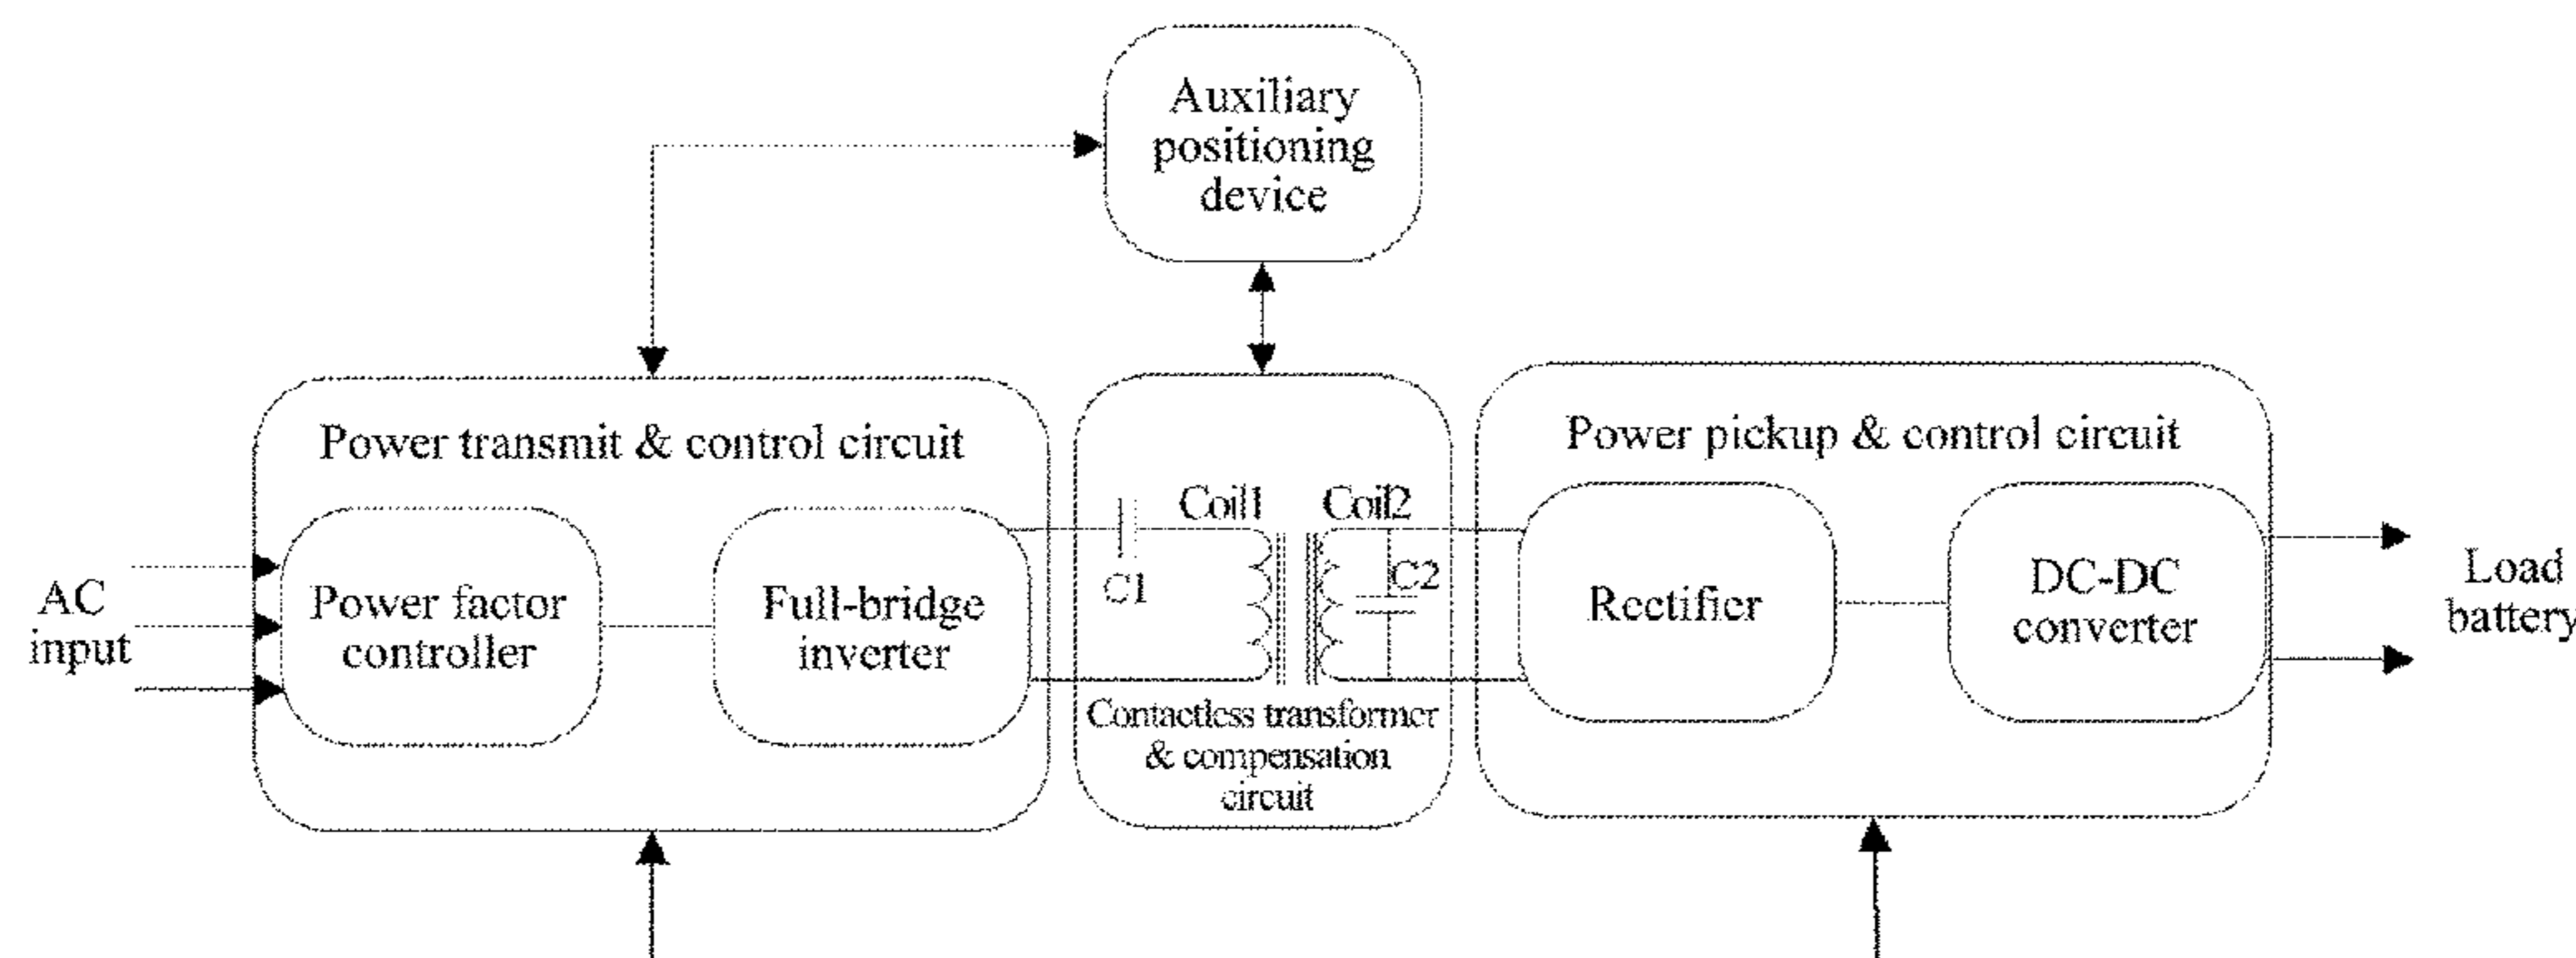 Auxiliary
positioning
device
Power transmit & control circuit
Power pickup & control circuit
AC
input
Power factor
controller
Full-bridge
inverter
Coil1
Coil2
C1
C2
Contactless transformer
& compensation
circuit
Rectifier
DC-DC
converter
Load
battery